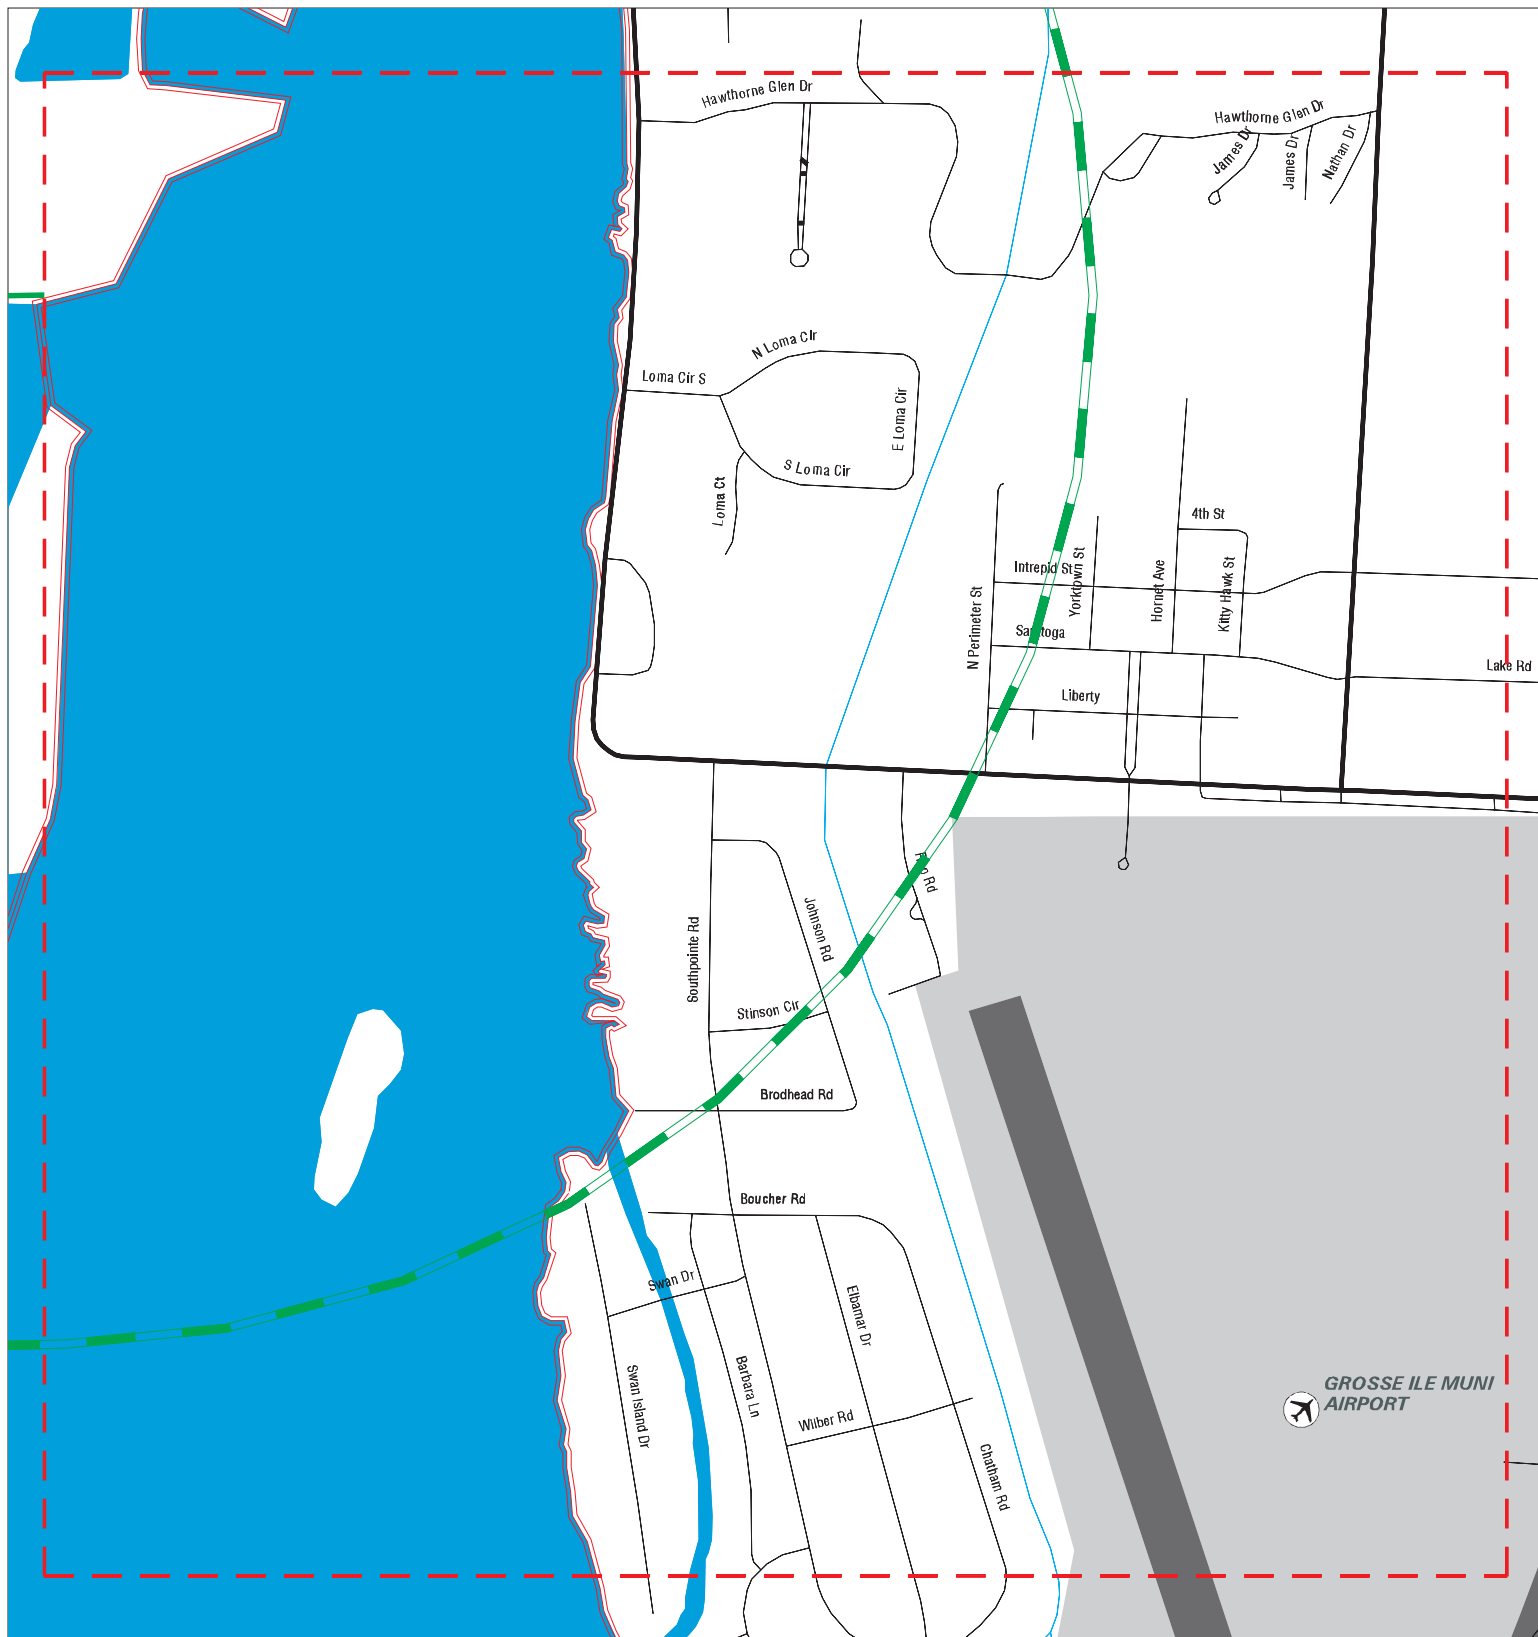 Hawthorne Glen Dr
Hawthorne Glen Dr
James Dr
James Dr
Nathan Dr
N Loma Cir
Loma Cir S
E Loma Cir
S Loma Cir
Loma Ct
4th St
Intrepid St
Yorktown St
Hornet Ave
Kitty Hawk St
N Perimeter St
Lake Rd
Liberty
Rd
Johnson Rd
Southpointe Rd
Stinson Cir
Brodhead Rd
Boucher Rd
Swan Dr
Elbamar Dr
Barbara Ln
Swan Island Dr
Wilber Rd
Chatham Rd
GROSSE ILE MUNI
AIRPORT